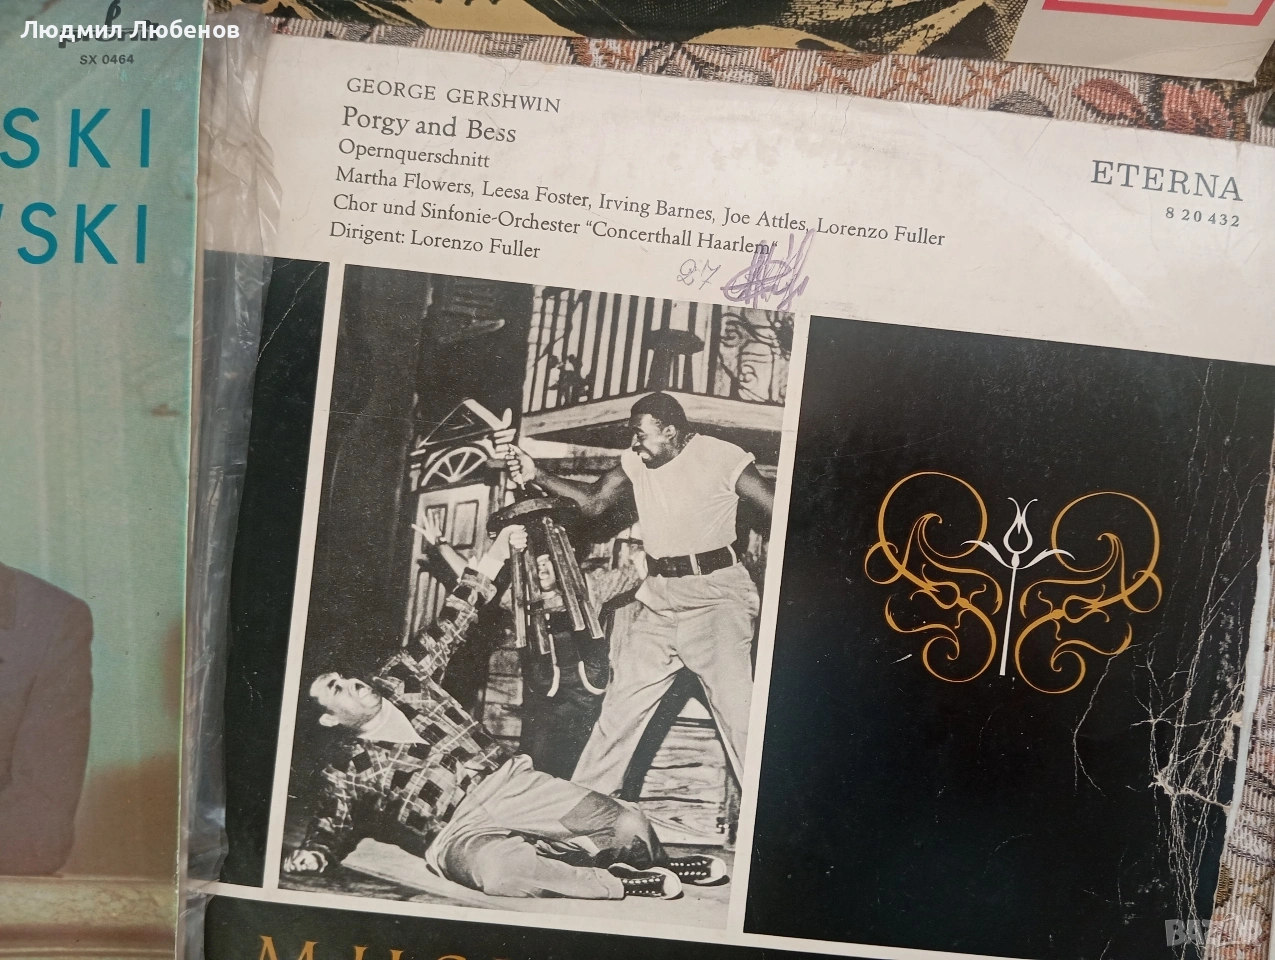 Людмил Любенов
SX 0464
SKI
WSKI
GEORGE GERSHWIN
Porgy and Bess
Opernquerschnitt
Martha Flowers, Leesa Foster, Irving Barnes, Joe Attles, Lorenzo Fuller
Chor und Sinfonie-Orchester "Concerthall Haarlem"
Dirigent: Lorenzo Fuller
27
ETERNA
8 20 432